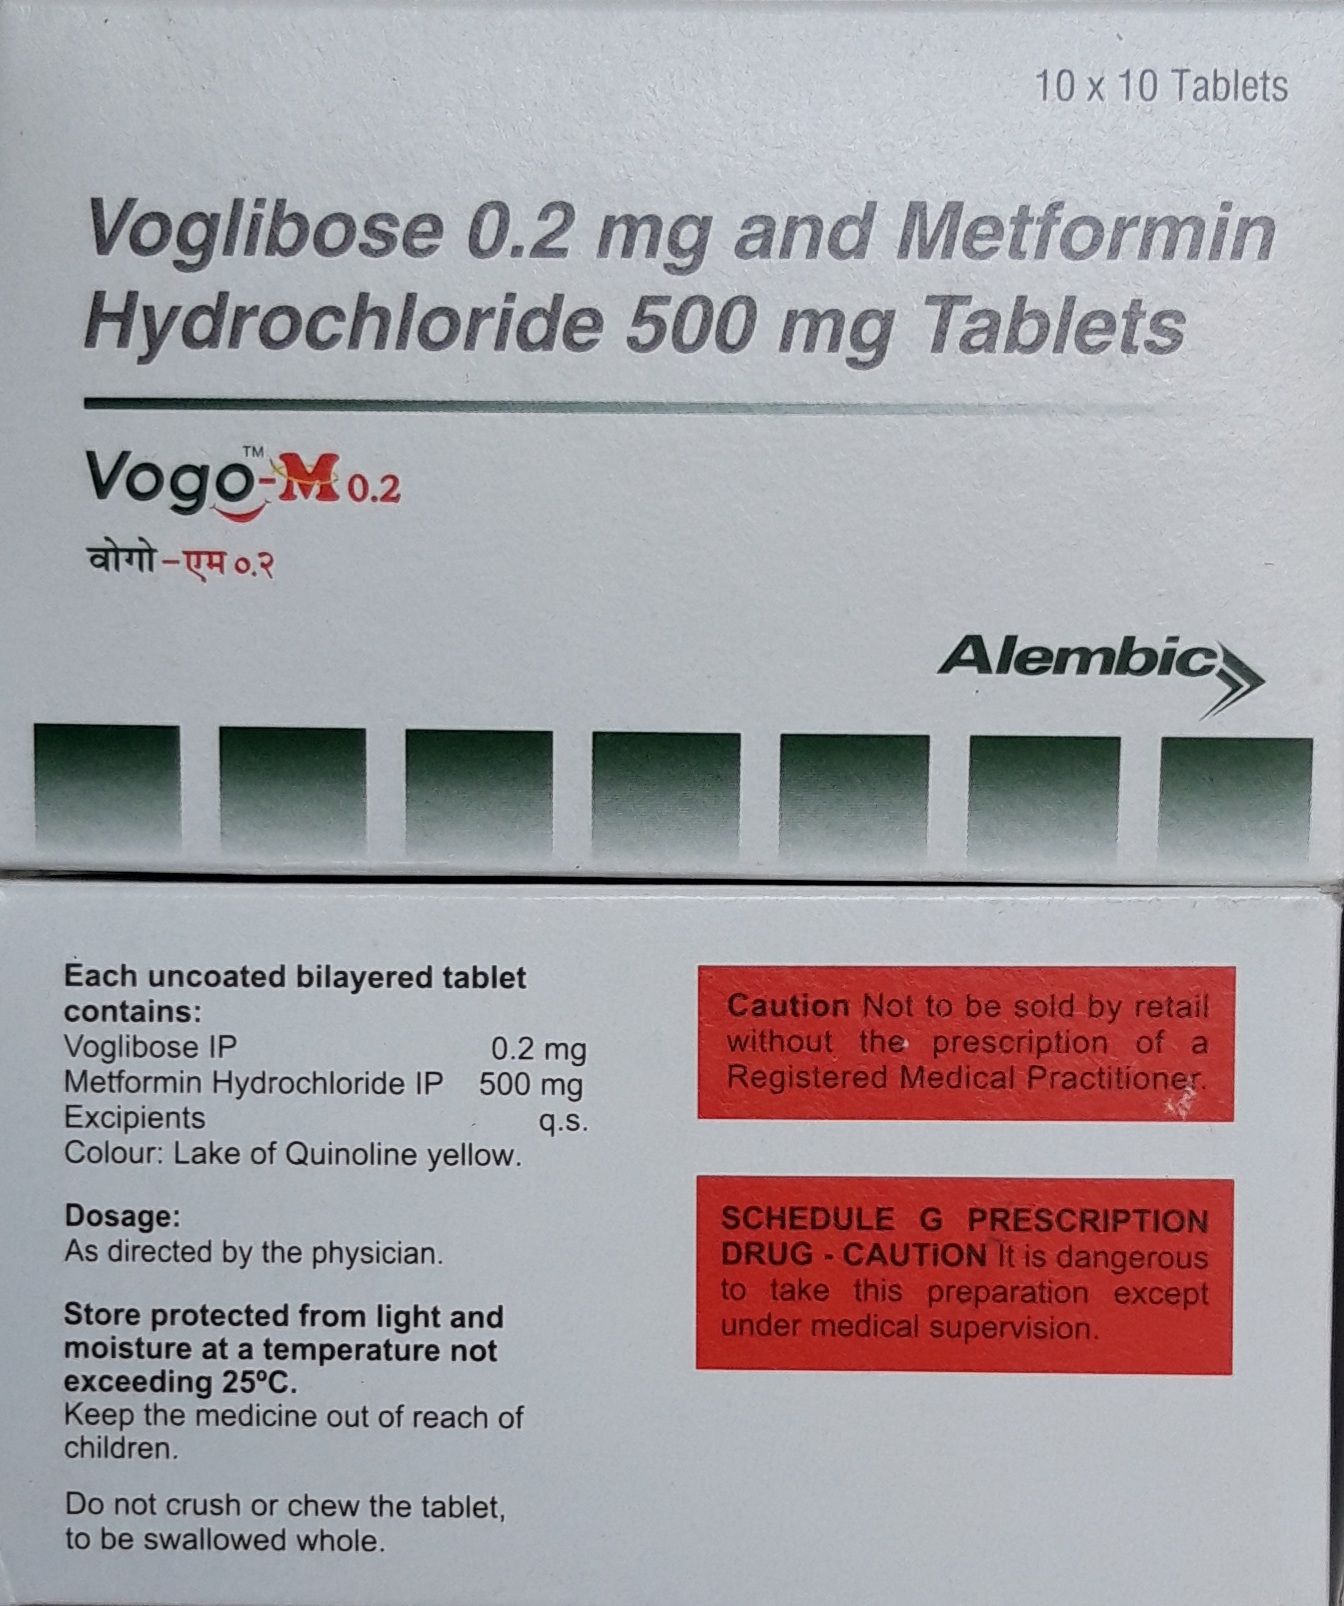 10 x 10 Tablets
Voglibose 0.2 mg and Metformin
Hydrochloride 500 mg Tablets
Vogo™-M 0.2
वोगो-एम ०.२
Alembic
Each uncoated bilayered tablet
contains:
Voglibose IP 0.2 mg
Metformin Hydrochloride IP 500 mg
Excipients q.s.
Colour: Lake of Quinoline yellow.
Dosage:
As directed by the physician.
Store protected from light and
moisture at a temperature not
exceeding 25ºC.
Keep the medicine out of reach of
children.
Do not crush or chew the tablet,
to be swallowed whole.
Caution Not to be sold by retail
without the prescription of a
Registered Medical Practitioner.
SCHEDULE G PRESCRIPTION
DRUG - CAUTION It is dangerous
to take this preparation except
under medical supervision.